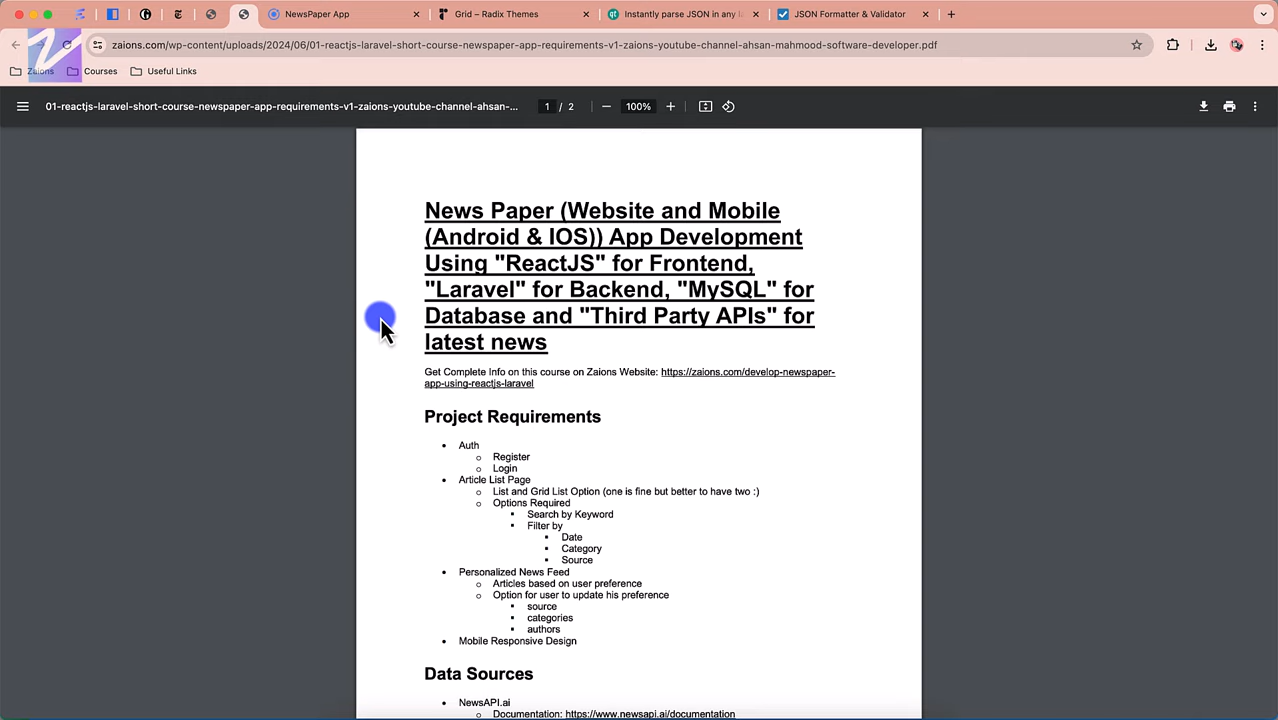 NewsPaper App
Grid – Radix Themes
Instantly parse JSON in any l
JSON Formatter & Validator
zaions.com/wp-content/uploads/2024/06/01-reactjs-laravel-short-course-newspaper-app-requirements-v1-zaions-youtube-channel-ahsan-mahmood-software-developer.pdf
Zaions
Courses
Useful Links
01-reactjs-laravel-short-course-newspaper-app-requirements-v1-zaions-youtube-channel-ahsan-...
1 / 2
100%
News Paper (Website and Mobile
(Android & IOS)) App Development
Using "ReactJS" for Frontend,
"Laravel" for Backend, "MySQL" for
Database and "Third Party APIs" for
latest news
Get Complete Info on this course on Zaions Website: https://zaions.com/develop-newspaper-
app-using-reactjs-laravel
Project Requirements
Auth
Register
Login
Article List Page
List and Grid List Option (one is fine but better to have two :)
Options Required
Search by Keyword
Filter by
Date
Category
Source
Personalized News Feed
Articles based on user preference
Option for user to update his preference
source
categories
authors
Mobile Responsive Design
Data Sources
NewsAPI.ai
Documentation: https://www.newsapi.ai/documentation